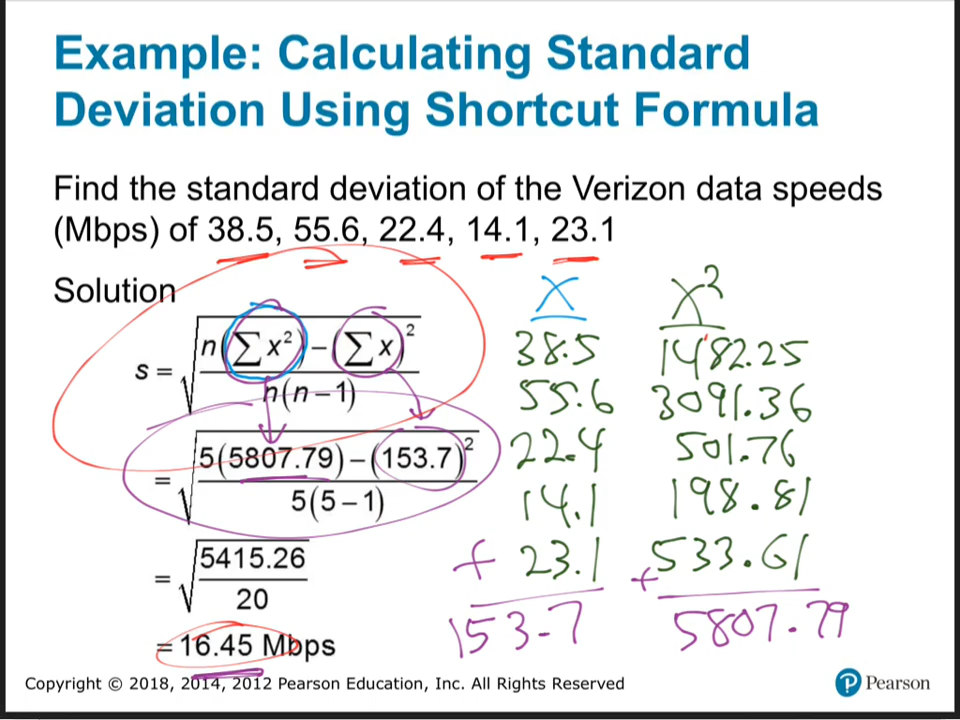 Example: Calculating Standard
Deviation Using Shortcut Formula
Find the standard deviation of the Verizon data speeds
(Mbps) of 38.5, 55.6, 22.4, 14.1, 23.1
Solution
s = √(n(∑x²) − (∑x)² / n(n − 1))
= √(5(5807.79) − (153.7)² / 5(5 − 1))
= √(5415.26 / 20)
= 16.45 Mbps
x x²
38.5 1482.25
55.6 3091.36
22.4 501.76
14.1 198.81
+ 23.1 + 533.61
153.7 5807.79
Copyright © 2018, 2014, 2012 Pearson Education, Inc. All Rights Reserved
P Pearson